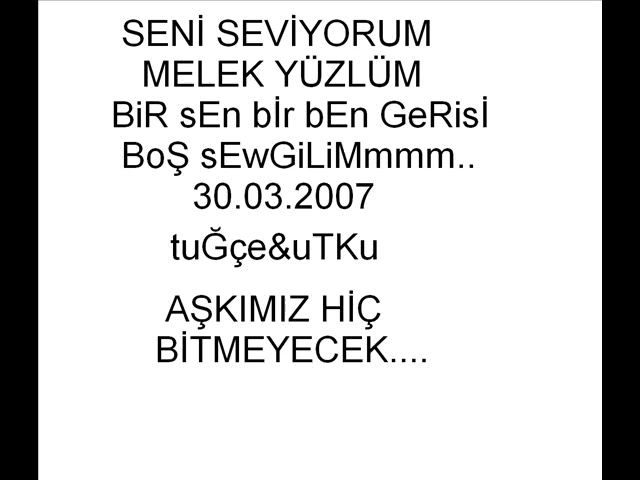 SENİ SEVİYORUM
MELEK YÜZLÜM
BiR sEn bİr bEn GeRisİ
BoŞ sEwGiLiMmmm..
30.03.2007
tuĞçe&uTKu
AŞKIMIZ HİÇ
BİTMEYECEK....